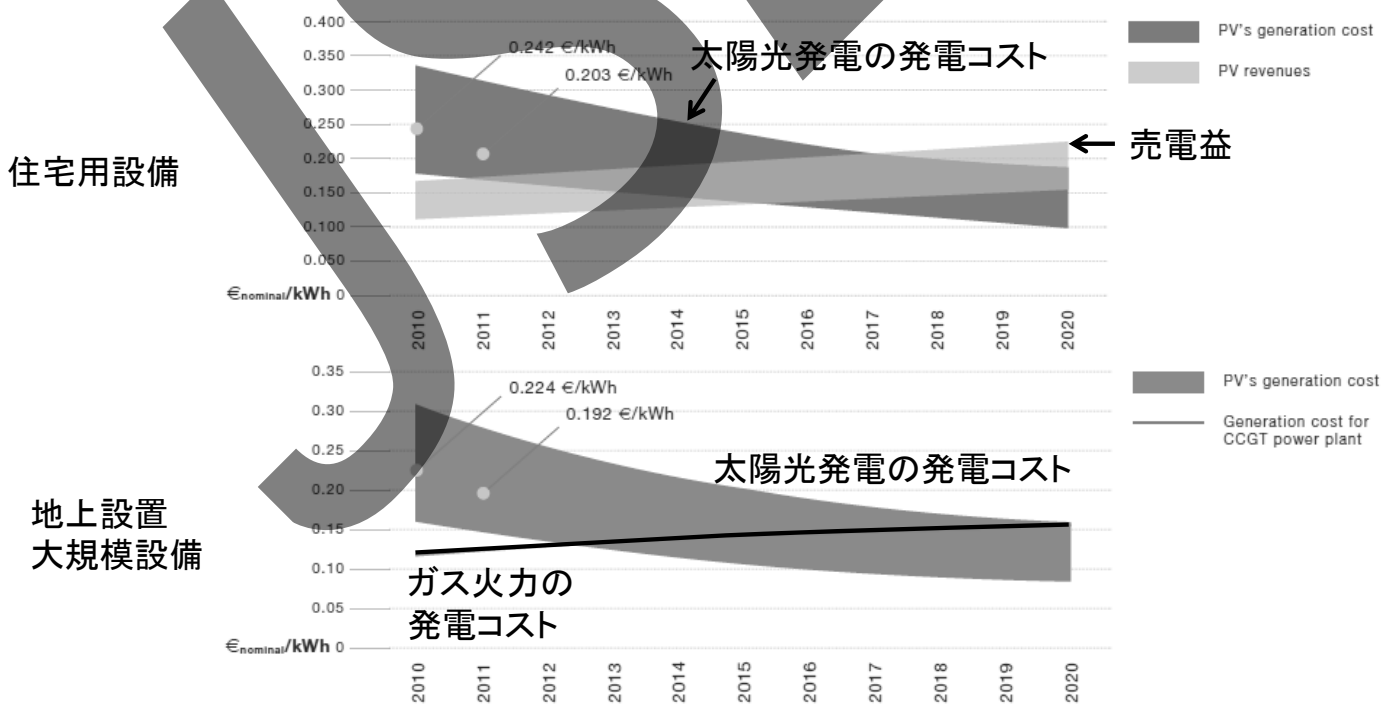 0.400
0.350
0.300
0.250
0.200
0.150
0.100
0.050
€nominal/kWh 0
0.242 €/kWh
0.203 €/kWh
太陽光発電の発電コスト
売電益
住宅用設備
PV's generation cost
PV revenues
2010
2011
2012
2013
2014
2015
2016
2017
2018
2019
2020
0.35
0.30
0.25
0.20
0.15
0.10
0.05
€nominal/kWh 0
0.224 €/kWh
0.192 €/kWh
太陽光発電の発電コスト
地上設置
大規模設備
ガス火力の
発電コスト
PV's generation cost
Generation cost for
CCGT power plant
2010
2011
2012
2013
2014
2015
2016
2017
2018
2019
2020